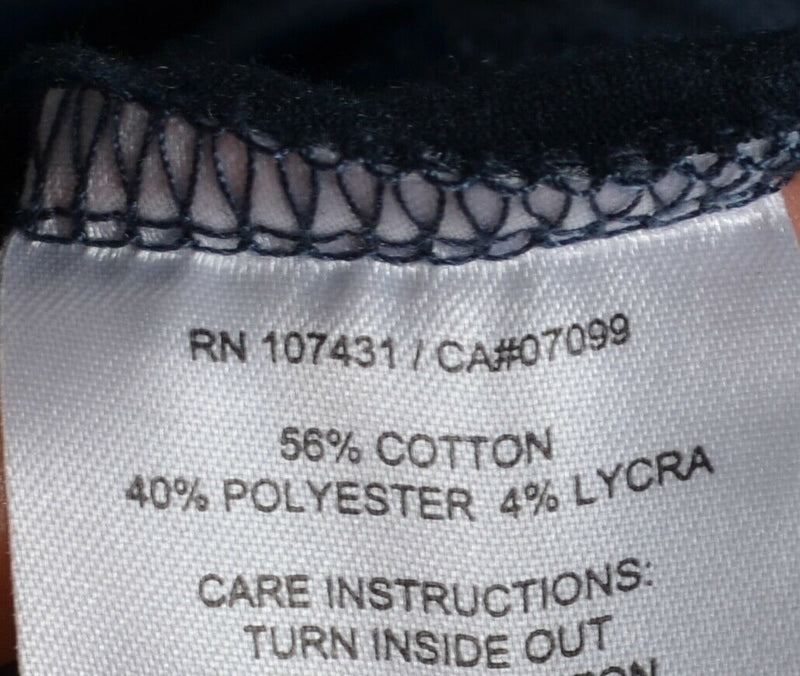 RN 107431 / CA#07099
56% COTTON
40% POLYESTER 4% LYCRA
CARE INSTRUCTIONS:
TURN INSIDE OUT